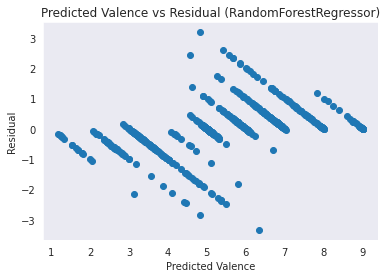 Predicted Valence vs Residual (RandomForestRegressor)
3
2
1
0
−1
−2
−3
Residual
1 2 3 4 5 6 7 8 9
Predicted Valence